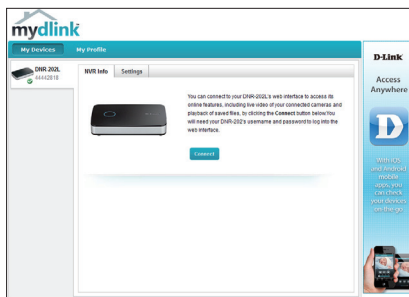 mydlink
My Devices
My Profile
DNR-202L
44442818
NVR Info
Settings
You can connect to your DNR-202L's web interface to access its
online features, including live video of your connected cameras and
playback of saved files, by clicking the Connect button below.You
will need your DNR-202's username and password to log into the
web interface.
Connect
D-Link
Access
Anywhere
D
With iOS
and Android
mobile
apps, you
can check
your devices
on-the-go